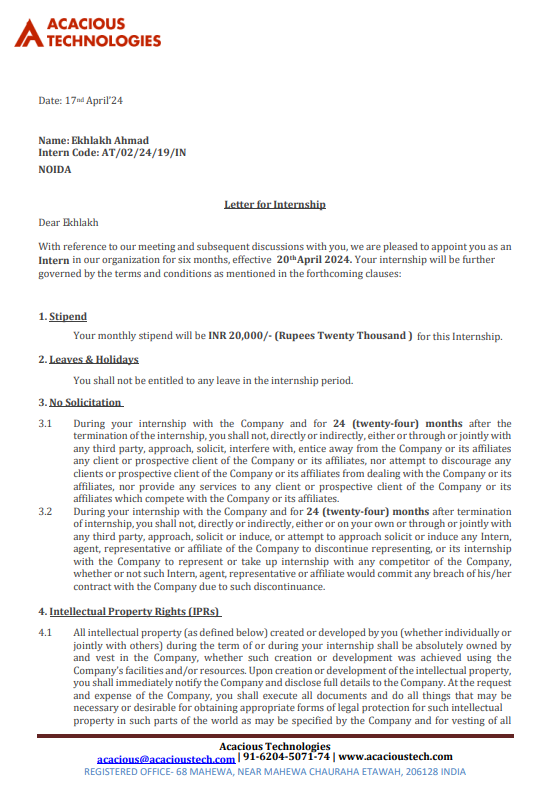 ACACIOUS
TECHNOLOGIES
Date: 17nd April'24
Name: Ekhlakh Ahmad
Intern Code: AT/02/24/19/IN
NOIDA
Letter for Internship
Dear Ekhlakh
With reference to our meeting and subsequent discussions with you, we are pleased to appoint you as an
Intern in our organization for six months, effective 20th April 2024. Your internship will be further
governed by the terms and conditions as mentioned in the forthcoming clauses:
1. Stipend
Your monthly stipend will be INR 20,000/- (Rupees Twenty Thousand ) for this Internship.
2. Leaves & Holidays
You shall not be entitled to any leave in the internship period.
3. No Solicitation
3.1 During your internship with the Company and for 24 (twenty-four) months after the
termination of the internship, you shall not, directly or indirectly, either or through or jointly with
any third party, approach, solicit, interfere with, entice away from the Company or its affiliates
any client or prospective client of the Company or its affiliates, nor attempt to discourage any
clients or prospective client of the Company or its affiliates from dealing with the Company or its
affiliates, nor provide any services to any client or prospective client of the Company or its
affiliates which compete with the Company or its affiliates.
3.2 During your internship with the Company and for 24 (twenty-four) months after termination
of internship, you shall not, directly or indirectly, either or on your own or through or jointly with
any third party, approach, solicit or induce, or attempt to approach solicit or induce any Intern,
agent, representative or affiliate of the Company to discontinue representing, or its internship
with the Company to represent or take up internship with any competitor of the Company,
whether or not such Intern, agent, representative or affiliate would commit any breach of his/her
contract with the Company due to such discontinuance.
4. Intellectual Property Rights (IPRs)
4.1 All intellectual property (as defined below) created or developed by you (whether individually or
jointly with others) during the term of or during your internship shall be absolutely owned by
and vest in the Company, whether such creation or development was achieved using the
Company's facilities and/or resources. Upon creation or development of the intellectual property,
you shall immediately notify the Company and disclose full details to the Company. At the request
and expense of the Company, you shall execute all documents and do all things that may be
necessary or desirable for obtaining appropriate forms of legal protection for such intellectual
property in such parts of the world as may be specified by the Company and for vesting of all
Acacious Technologies
acacious@acacioustech.com | 91-6204-5071-74 | www.acacioustech.com
REGISTERED OFFICE- 68 MAHEWA, NEAR MAHEWA CHAURAHA ETAWAH, 206128 INDIA